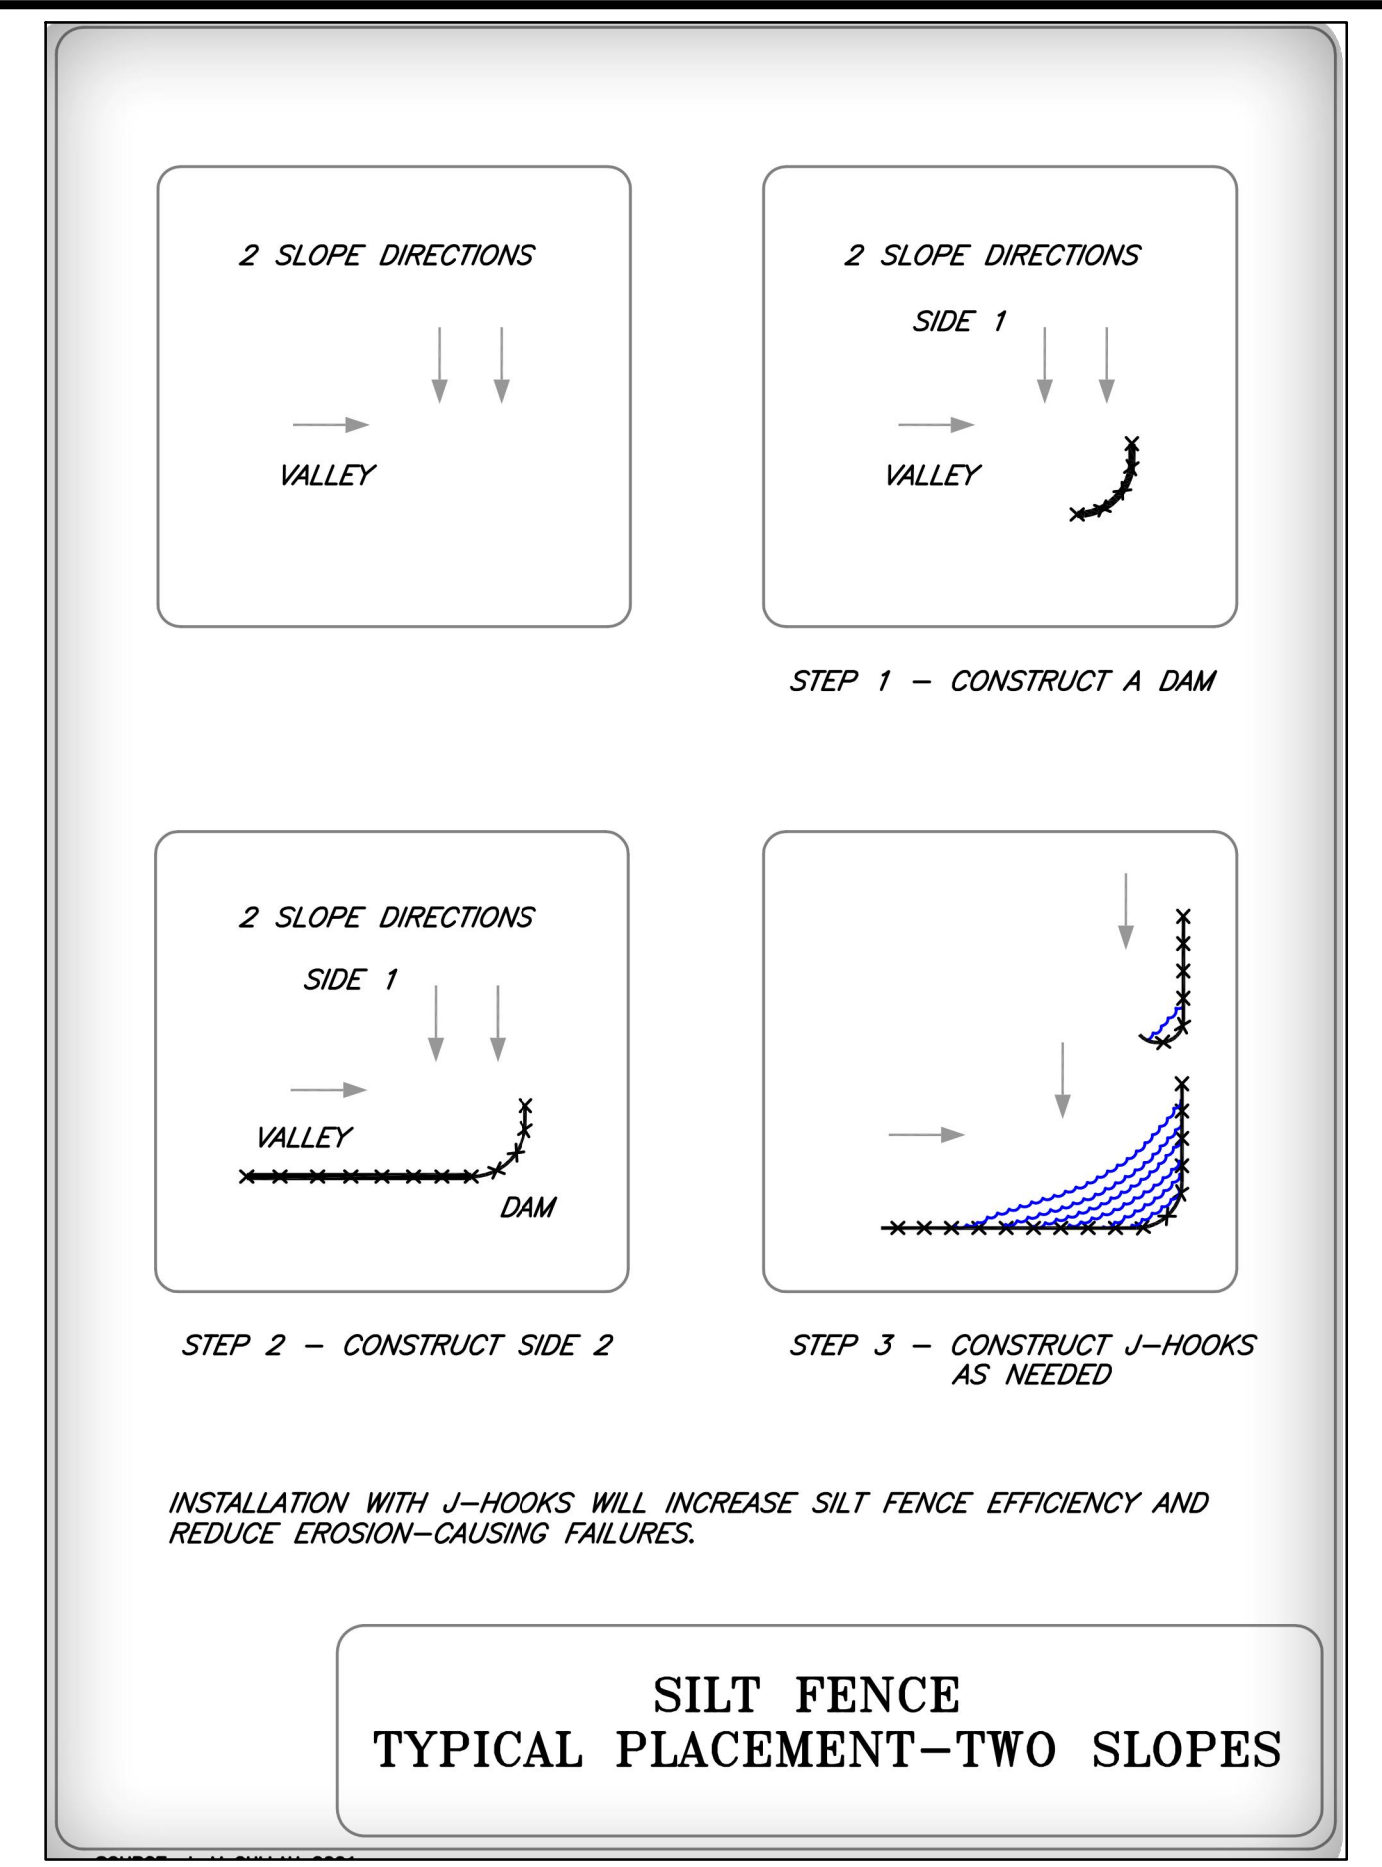 2 SLOPE DIRECTIONS
VALLEY
2 SLOPE DIRECTIONS
SIDE 1
VALLEY
STEP 1 - CONSTRUCT A DAM
2 SLOPE DIRECTIONS
SIDE 1
VALLEY
DAM
STEP 2 - CONSTRUCT SIDE 2
STEP 3 - CONSTRUCT J-HOOKS
AS NEEDED
INSTALLATION WITH J-HOOKS WILL INCREASE SILT FENCE EFFICIENCY AND
REDUCE EROSION-CAUSING FAILURES.
SILT FENCE
TYPICAL PLACEMENT-TWO SLOPES